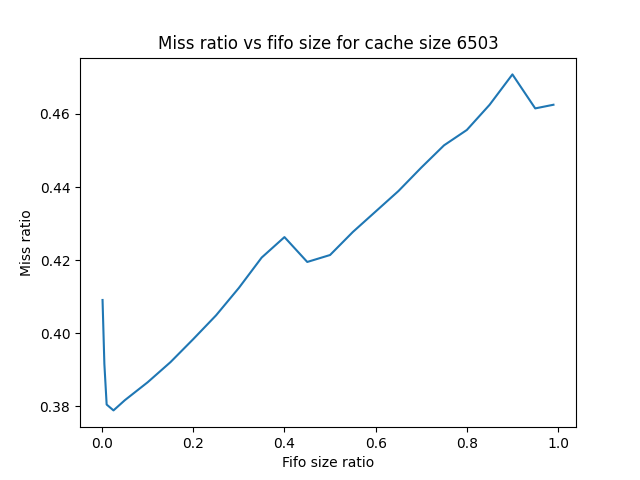 Miss ratio vs fifo size for cache size 6503
0.46
0.44
0.42
0.40
0.38
Miss ratio
0.0 0.2 0.4 0.6 0.8 1.0
Fifo size ratio